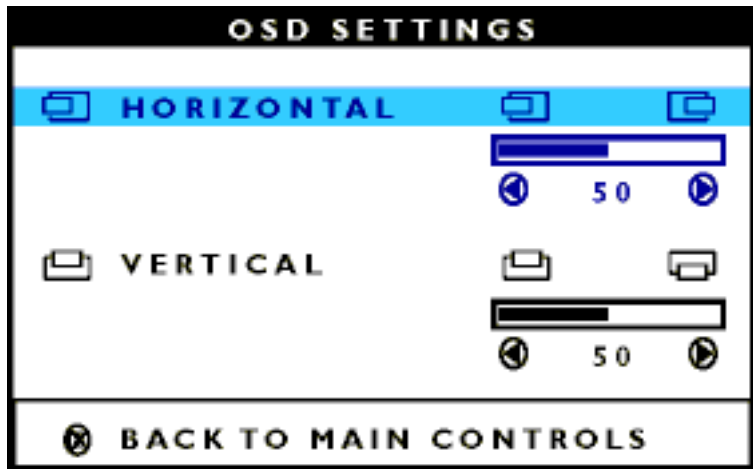 OSD SETTINGS
HORIZONTAL
50
VERTICAL
50
BACK TO MAIN CONTROLS